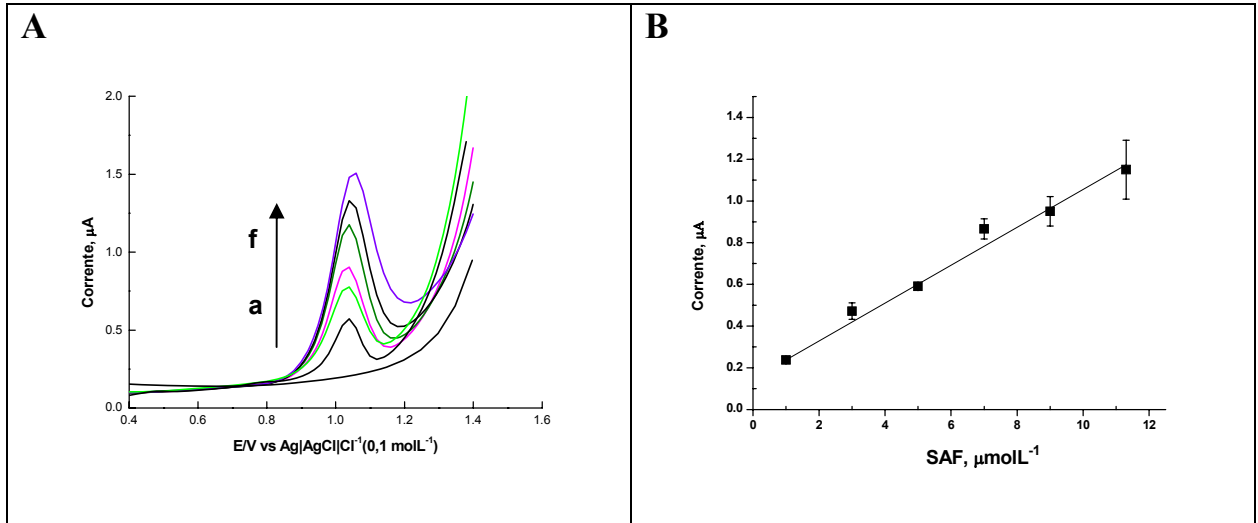 A
2.0
1.5
1.0
0.5
0.0
Corrente, µA
f
a
0.4 0.6 0.8 1.0 1.2 1.4 1.6
E/V vs Ag|AgCl|Cl⁻¹(0,1 molL⁻¹)
B
1.4
1.2
1.0
0.8
0.6
0.4
0.2
0.0
Corrente, µA
0 2 4 6 8 10 12
SAF, µmolL⁻¹